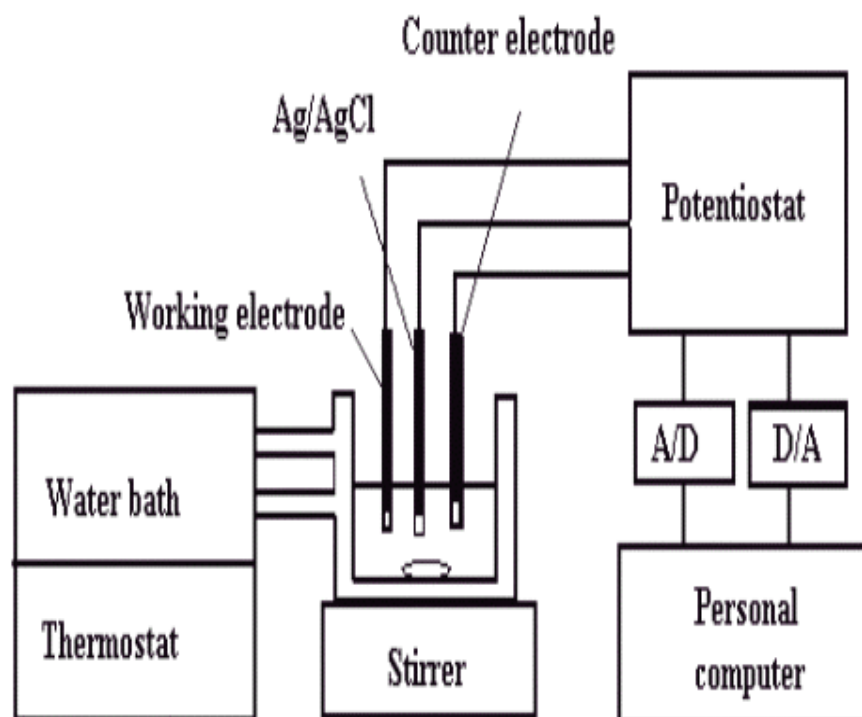 Counter electrode
Ag/AgCl
Potentiostat
Working electrode
A/D
D/A
Water bath
Thermostat
Stirrer
Personal
computer